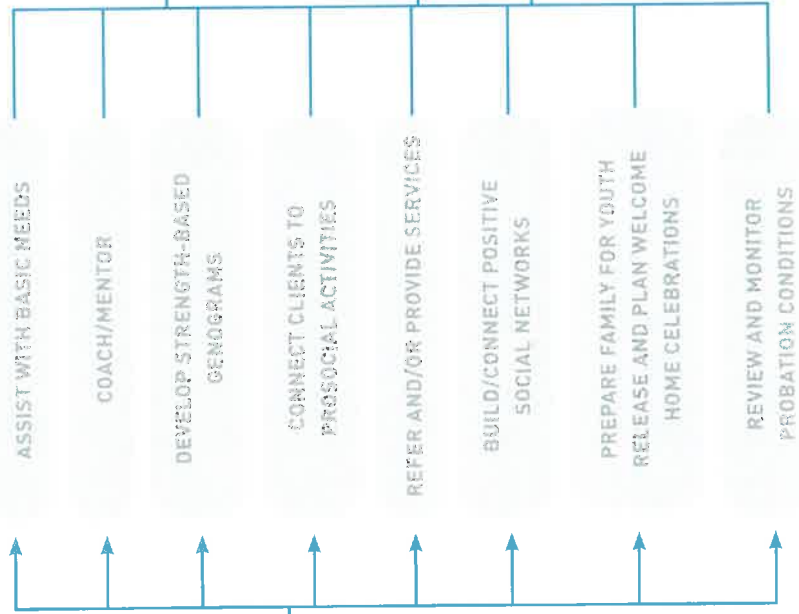 ASSIST WITH BASIC NEEDS
COACH/MENTOR
DEVELOP STRENGTH-BASED
GENOGRAMS
CONNECT CLIENTS TO
PROSOCIAL ACTIVITIES
REFER AND/OR PROVIDE SERVICES
BUILD/CONNECT POSITIVE
SOCIAL NETWORKS
PREPARE FAMILY FOR YOUTH
RELEASE AND PLAN WELCOME
HOME CELEBRATIONS
REVIEW AND MONITOR
PROBATION CONDITIONS